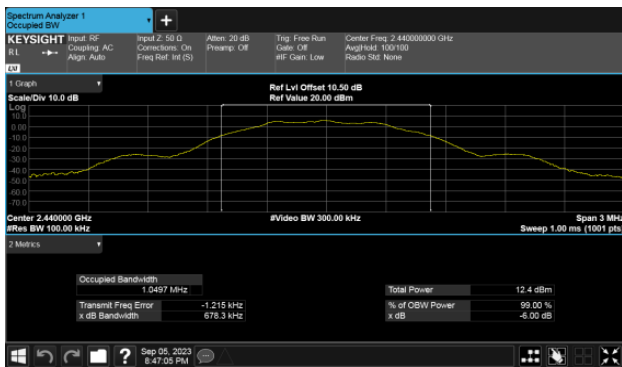 Spectrum Analyzer 1
Occupied BW
KEYSIGHT Input: RF Input Z: 50 Ω Atten: 20 dB Trig: Free Run Center Freq: 2.440000000 GHz
RL Coupling: AC Corrections: On Preamp: Off Gate: Off Avg|Hold: 100/100
Align: Auto Freq Ref: Int (S) #IF Gain: Low Radio Std: None
LXI
1 Graph Ref Lvl Offset 10.50 dB
Scale/Div 10.0 dB Ref Value 20.00 dBm
Log
10.0
0.00
-10.0
-20.0
-30.0
-40.0
-50.0
-60.0
-70.0
Center 2.440000 GHz #Video BW 300.00 kHz Span 3 MHz
#Res BW 100.00 kHz Sweep 1.00 ms (1001 pts
2 Metrics
Occupied Bandwidth
1.0497 MHz Total Power 12.4 dBm
Transmit Freq Error -1.215 kHz % of OBW Power 99.00 %
x dB Bandwidth 678.3 kHz x dB -6.00 dB
? Sep 05, 2023
8:47:05 PM